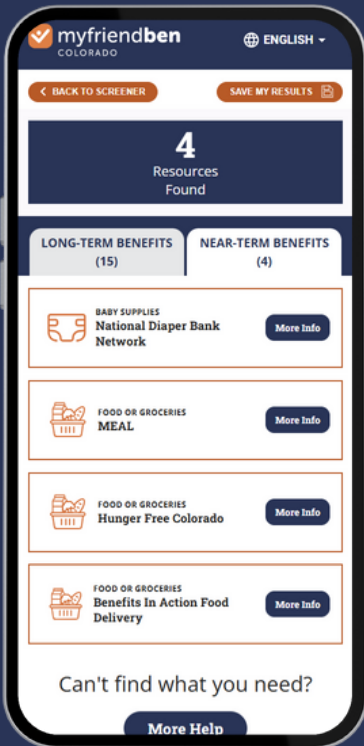 myfriendben
COLORADO
ENGLISH
BACK TO SCREENER
SAVE MY RESULTS
4
Resources
Found
LONG-TERM BENEFITS
(15)
NEAR-TERM BENEFITS
(4)
BABY SUPPLIES
National Diaper Bank
Network
More Info
FOOD OR GROCERIES
MEAL
More Info
FOOD OR GROCERIES
Hunger Free Colorado
More Info
FOOD OR GROCERIES
Benefits In Action Food
Delivery
More Info
Can't find what you need?
More Help